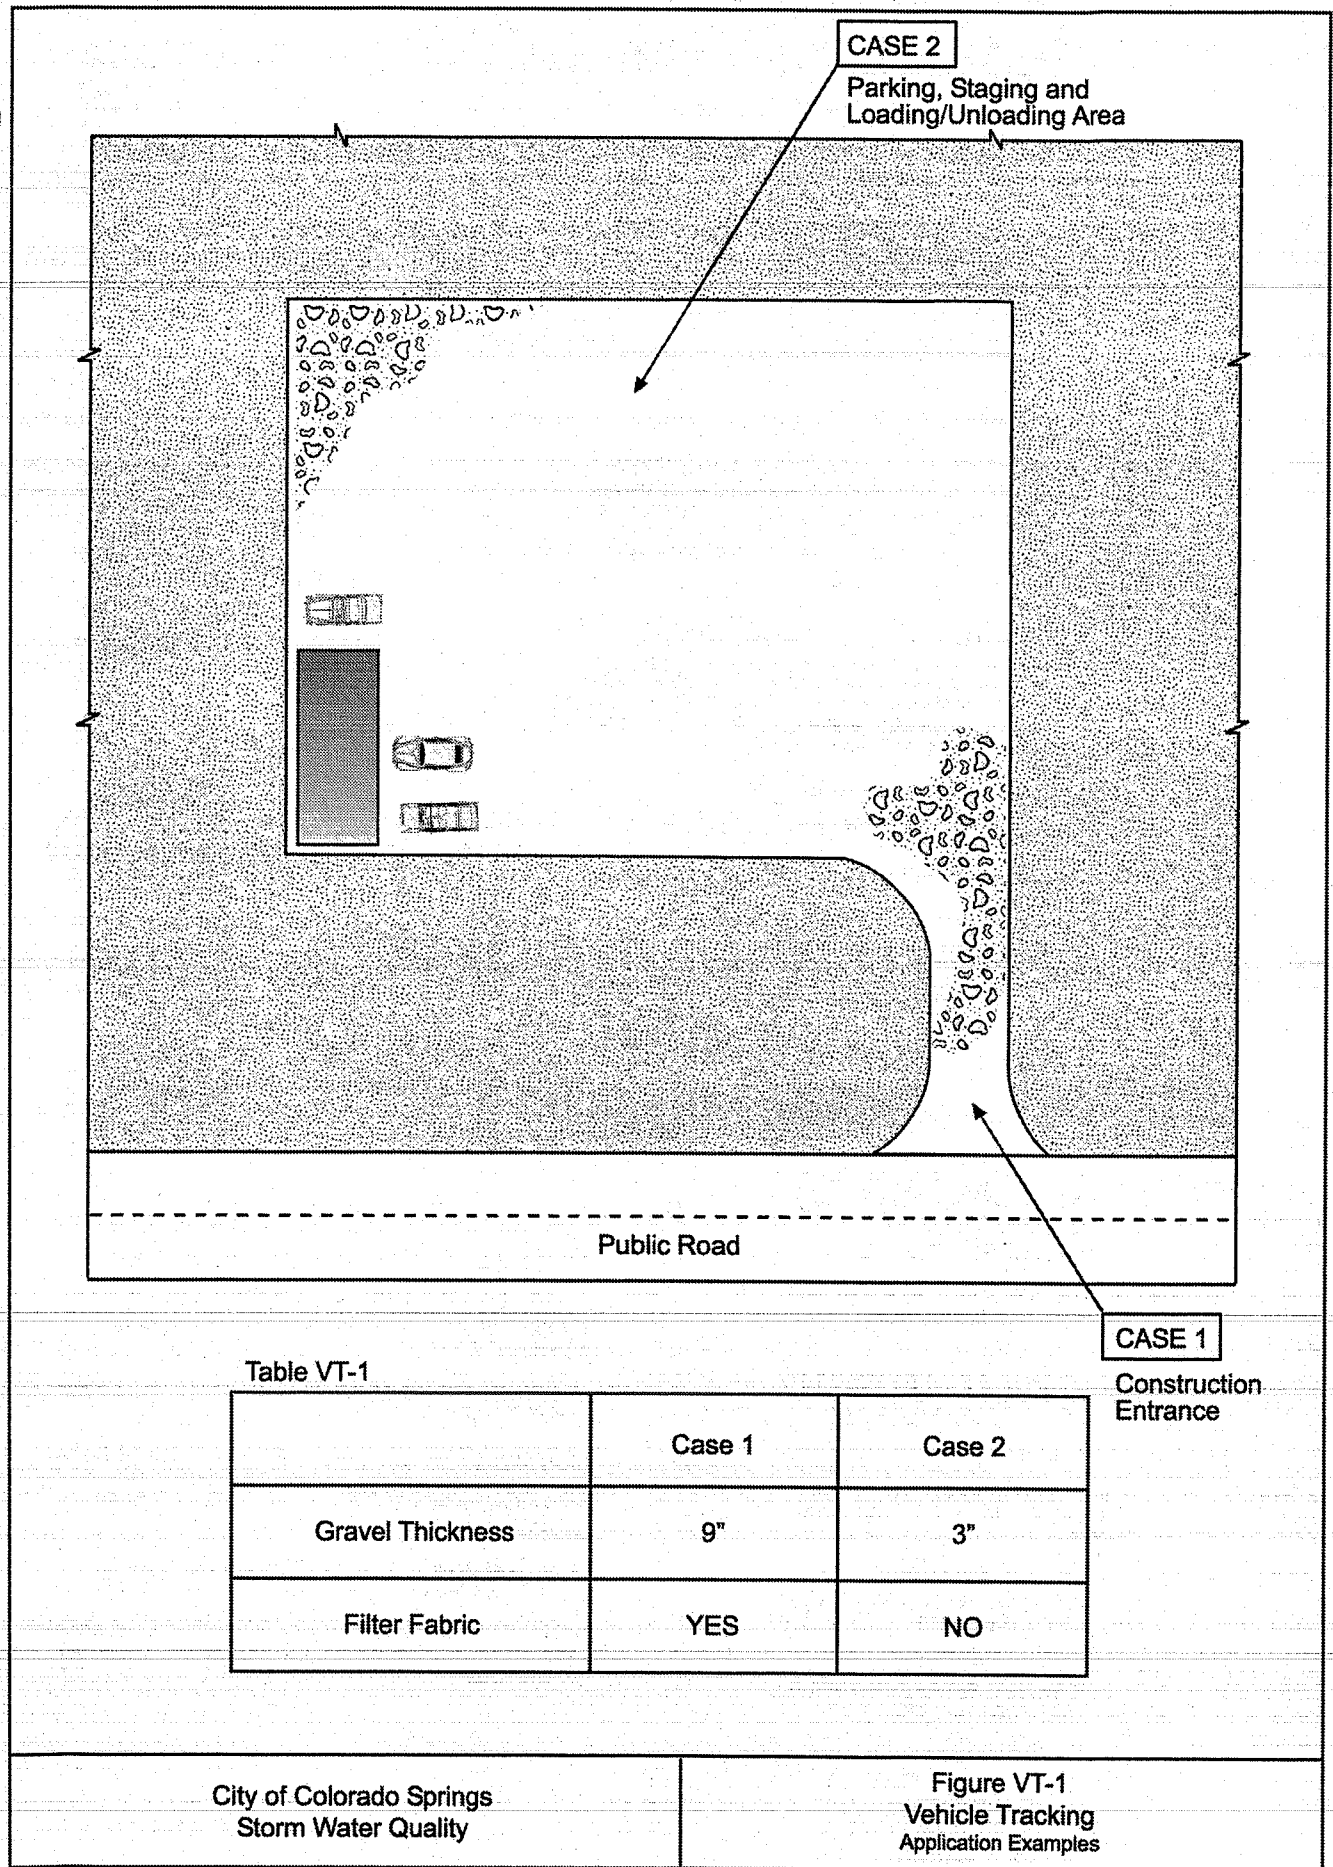 CASE 2
Parking, Staging and
Loading/Unloading Area
Public Road
CASE 1
Construction
Entrance
Table VT-1
Case 1 Case 2
Gravel Thickness 9" 3"
Filter Fabric YES NO
City of Colorado Springs
Storm Water Quality
Figure VT-1
Vehicle Tracking
Application Examples